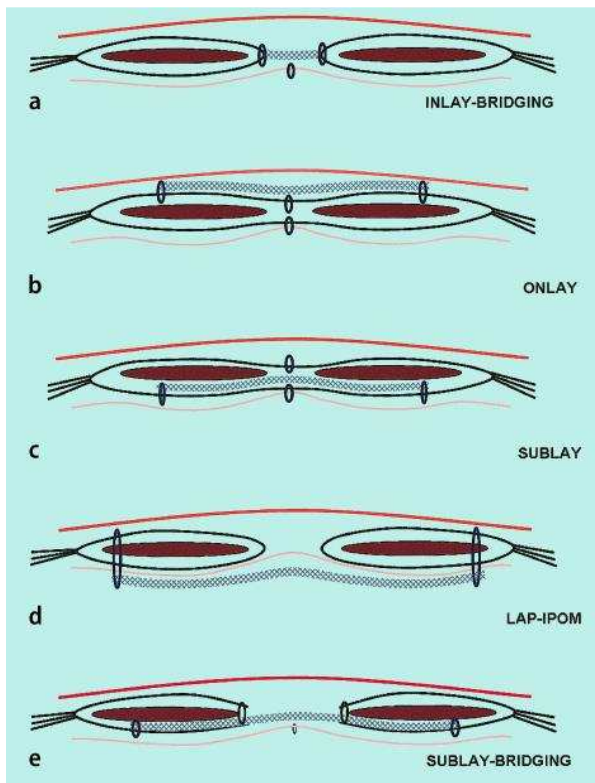 a
INLAY-BRIDGING
b
ONLAY
c
SUBLAY
d
LAP-IPOM
e
SUBLAY-BRIDGING